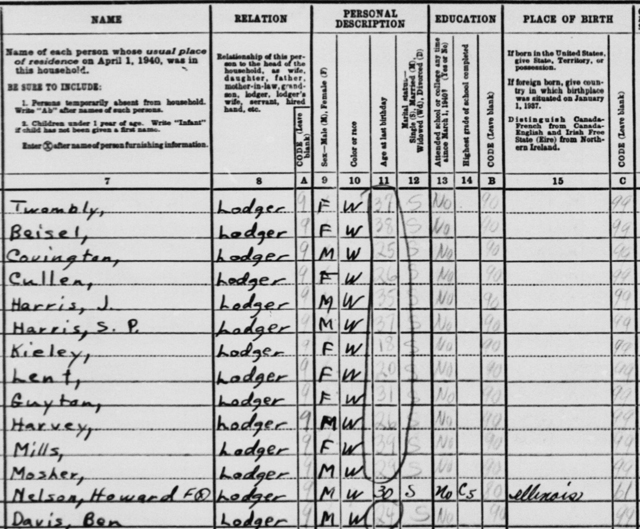 NAME RELATION PERSONAL DESCRIPTION EDUCATION PLACE OF BIRTH
Name of each person whose usual place of residence on April 1, 1940, was in this household.
BE SURE TO INCLUDE:
1. Persons temporarily absent from household. Write "Ab" after names of such persons.
2. Children under 1 year of age. Write "Infant" if child has not been given a first name.
Enter ⓧ after name of person furnishing information.
Relationship of this person to the head of the household, as wife, daughter, father, mother-in-law, grandson, lodger, lodger's wife, servant, hired hand, etc.
CODE (Leave blank)
Sex—Male (M), Female (F)
Color or race
Age at last birthday
Marital status—Single (S), Married (M), Widowed (Wd), Divorced (D)
Attended school or college any time since March 1, 1940? (Yes or No)
Highest grade of school completed
CODE (Leave blank)
If born in the United States, give State, Territory, or possession.
If foreign born, give country in which birthplace was situated on January 1, 1937.
Distinguish Canada-French from Canada-English and Irish Free State (Eire) from Northern Ireland.
CODE (Leave blank)
7 8 A 9 10 11 12 13 14 B 15 C
Twombly, Lodger 9 F W S No 90 99
Beisel, Lodger 9 F W 38 S No 90 99
Covington, Lodger 9 M W 25 S No 90 99
Cullen, Lodger 9 F W 26 S No 90 99
Harris, J. Lodger 9 M W 35 S No 90 99
Harris, S. P. Lodger 9 M W S No 90 99
Kieley, Lodger 9 F W 18 S No 90 99
Lent, Lodger 9 F W 20 S No 90 99
Guyton, Lodger 9 F W 31 S No 90 99
Harvey, Lodger 9 M W 26 S No 90 99
Mills, Lodger 9 F W S No 90 99
Mosher, Lodger 9 M W S No 90 99
Nelson, Howard F ⓧ Lodger 9 M W 30 S No C5 Illinois 61
Davis, Ben Lodger 9 M W S No 90